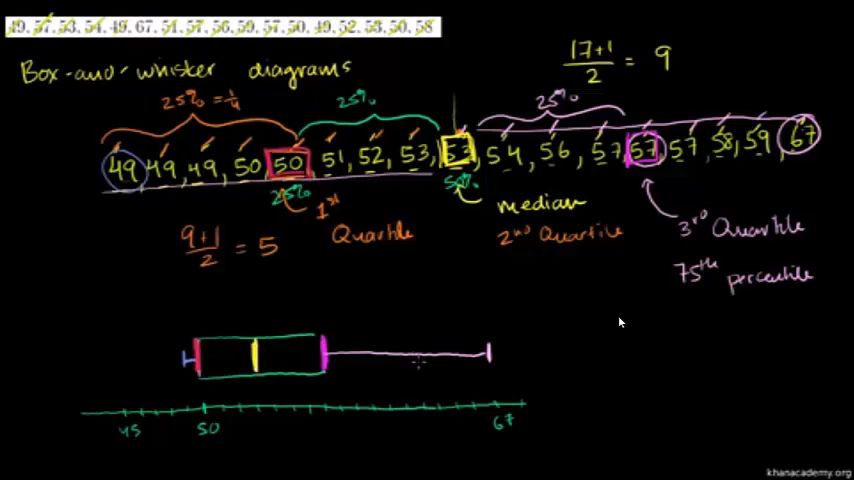 49, 57, 53, 54, 49, 67, 51, 57, 56, 59, 57, 50, 49, 52, 53, 50, 58
Box-and-whisker diagrams
17+1
2
= 9
25% = 1/4
25%
25%
49, 49, 49, 50, 50, 51, 52, 53, 53, 54, 56, 57, 57, 57, 58, 59, 67
25%
50%
1st Quartile
median
2nd Quartile
3rd Quartile
75th percentile
9+1
2
= 5
45 50 67
khanacademy.org